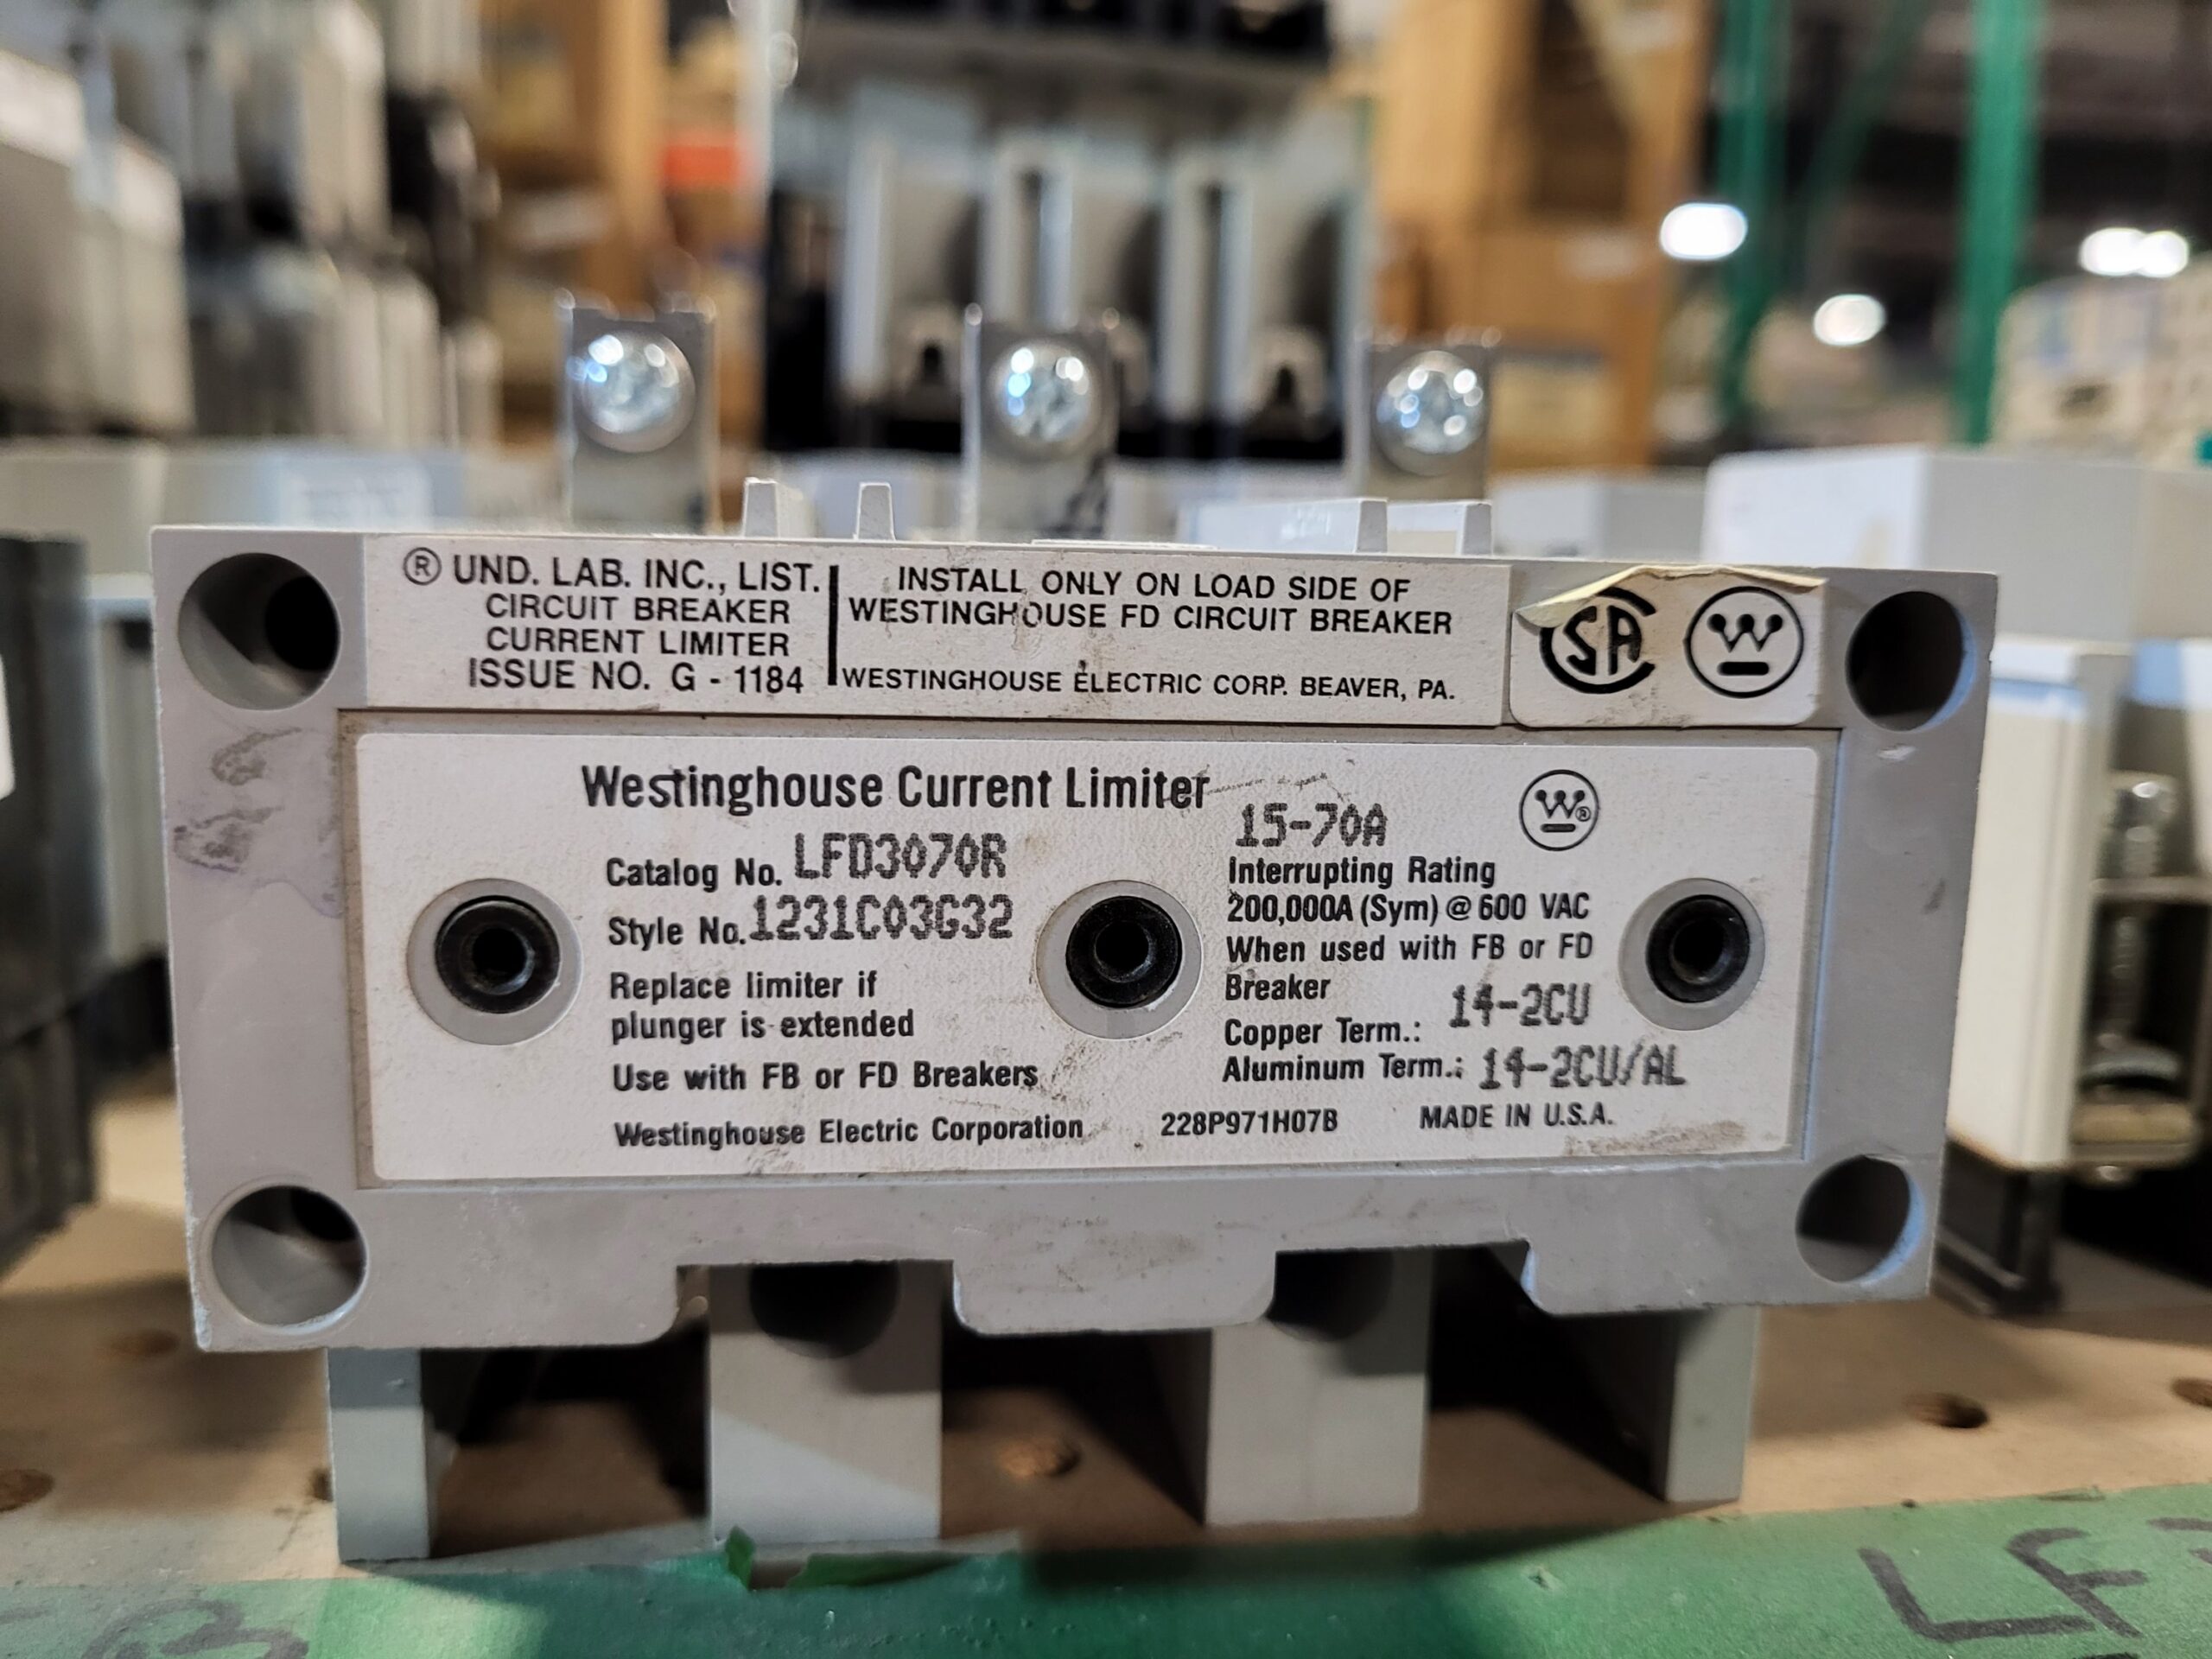 ® UND. LAB. INC., LIST.
CIRCUIT BREAKER
CURRENT LIMITER
ISSUE NO. G - 1184
INSTALL ONLY ON LOAD SIDE OF
WESTINGHOUSE FD CIRCUIT BREAKER
WESTINGHOUSE ELECTRIC CORP. BEAVER, PA.
SA W
Westinghouse Current Limiter
Catalog No. LFD3070R
Style No. 1231C03G32
Replace limiter if
plunger is extended
Use with FB or FD Breakers
Westinghouse Electric Corporation
15-70A
W®
Interrupting Rating
200,000A (Sym) @ 600 VAC
When used with FB or FD
Breaker
Copper Term.: 14-2CU
Aluminum Term.: 14-2CU/AL
228P971H07B
MADE IN U.S.A.
LF